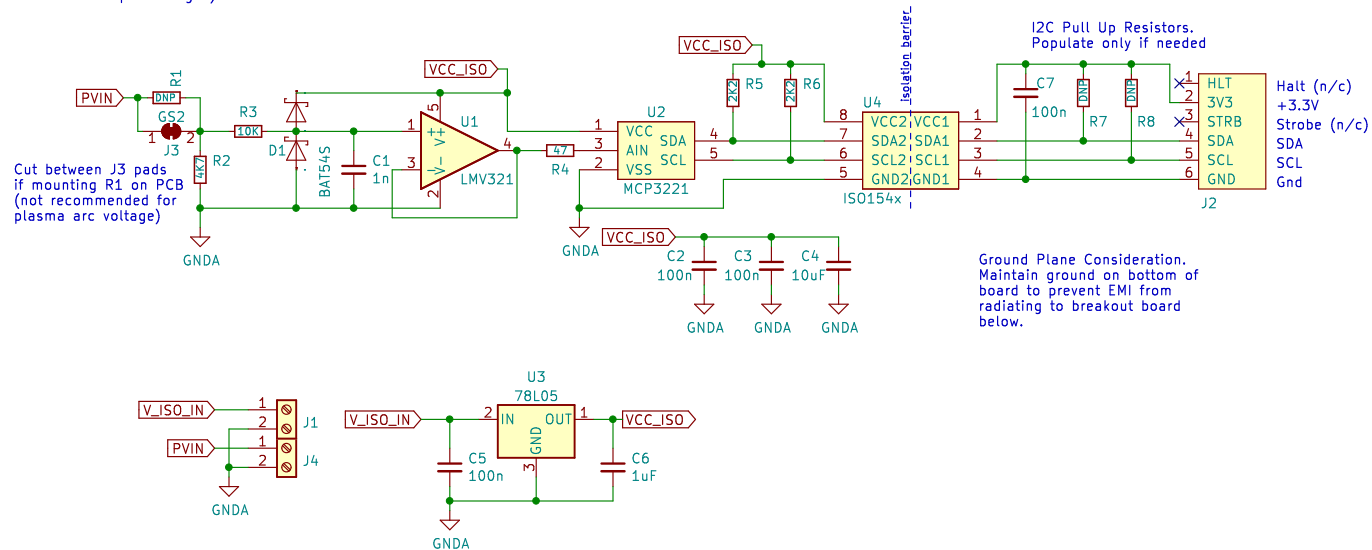 I2C Pull Up Resistors.
Populate only if needed
isolation barrier
VCC_ISO
VCC_ISO
PVIN
R1
DNP
GS2
1
2
J3
R3
10K
R2
4K7
D1
BAT54S
C1
1n
U1
1
3
4
5
2
V+
V-
+
-
LMV321
47
R4
U2
1
3
2
VCC
AIN
VSS
SDA
SCL
4
5
MCP3221
R5
2K2
R6
2K2
U4
8
7
6
5
VCC2
VCC1
SDA2
SDA1
SCL2
SCL1
GND2
GND1
1
2
3
4
ISO154x
C7
100n
DNP
R7
DNP
R8
1
2
3
4
5
6
HLT
3V3
STRB
SDA
SCL
GND
J2
Halt (n/c)
+3.3V
Strobe (n/c)
SDA
SCL
Gnd
Cut between J3 pads
if mounting R1 on PCB
(not recommended for
plasma arc voltage)
GNDA
GNDA
VCC_ISO
C2
100n
C3
100n
C4
10uF
GNDA
GNDA
GNDA
Ground Plane Consideration.
Maintain ground on bottom of
board to prevent EMI from
radiating to breakout board
below.
V_ISO_IN
1
2
J1
PVIN
1
2
J4
GNDA
V_ISO_IN
U3
78L05
2
IN
OUT
1
GND
3
VCC_ISO
C5
100n
C6
1uF
GNDA